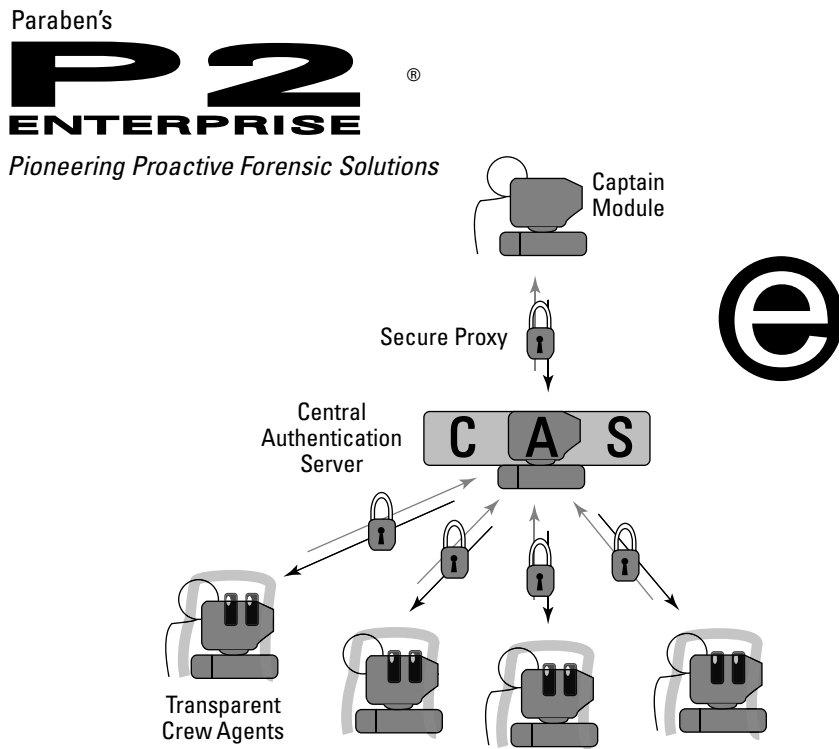 Paraben's
P2
®
ENTERPRISE
Pioneering Proactive Forensic Solutions
Captain
Module
e
Secure Proxy
Central
Authentication
Server
C A S
Transparent
Crew Agents